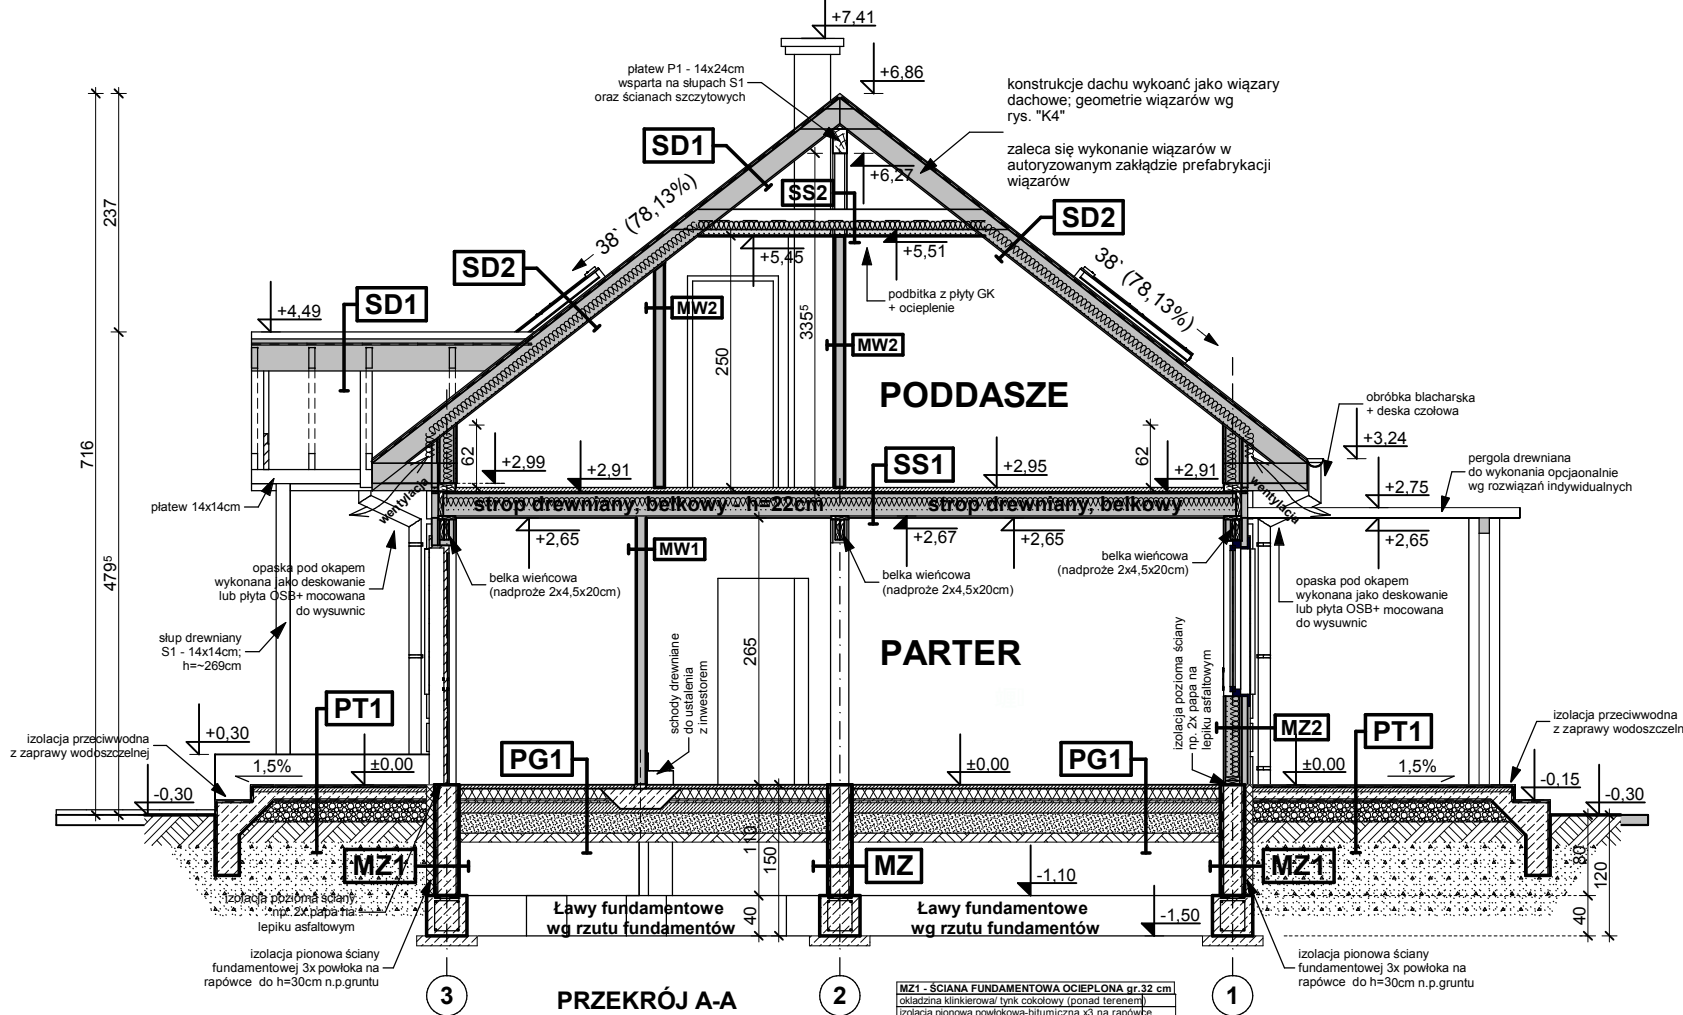 +7,41
płatew P1 - 14x24cm
wsparta na słupach S1
oraz ścianach szczytowych
+6,86
konstrukcje dachu wykoanć jako wiązary
dachowe; geometrie wiązarów wg
rys. "K4"
zaleca się wykonanie wiązarów w
autoryzowanym zakłądzie prefabrykacji
wiązarów
SD1
+6,27
SS2
38` (78,13%)
SD2
237
+5,45
+5,51
SD2
38` (78,13%)
SD1
+4,49
MW2
podbitka z płyty GK
+ ocieplenie
335⁵
MW2
250
PODDASZE
obróbka blacharska
+ deska czołowa
+3,24
716
62
+2,99
+2,91
SS1
+2,95
62
+2,91
pergola drewniana
do wykonania opcjaonalnie
wg rozwiązań indywidualnych
płatew 14x14cm
wentylacja
strop drewniany, belkowy - h=22cm
strop drewniany, belkowy
wentylacja
+2,75
+2,65
+2,67
+2,65
+2,65
MW1
belka wieńcowa
(nadproże 2x4,5x20cm)
belka wieńcowa
(nadproże 2x4,5x20cm)
belka wieńcowa
(nadproże 2x4,5x20cm)
479⁵
opaska pod okapem
wykonana jako deskowanie
lub płyta OSB+ mocowana
do wysuwnic
opaska pod okapem
wykonana jako deskowanie
lub płyta OSB+ mocowana
do wysuwnic
słup drewniany
S1 - 14x14cm;
h=~269cm
schody drewniane
do ustalenia
z inwestorem
265
PARTER
izolacja pozioma ściany
np. 2x papa na
lepiku asfaltowym
PT1
MZ2
PT1
izolacja przeciwwodna
z zaprawy wodoszczelnej
izolacja przeciwwodna
z zaprawy wodoszczeln
+0,30
1,5%
±0,00
PG1
±0,00
PG1
±0,00
1,5%
-0,15
-0,30
-0,30
110
150
80
120
MZ1
MZ
MZ1
-1,10
izolacja pozioma ściany
np. 2x papa na
lepiku asfaltowym
Ławy fundamentowe
wg rzutu fundamentów
40
Ławy fundamentowe
wg rzutu fundamentów
-1,50
40
izolacja pionowa ściany
fundamentowej 3x powłoka na
rapówce do h=30cm n.p.gruntu
izolacja pionowa ściany
fundamentowej 3x powłoka na
rapówce do h=30cm n.p.gruntu
3
PRZEKRÓJ A-A
2
1
MZ1 - ŚCIANA FUNDAMENTOWA OCIEPLONA gr.32 cm
okładzina klinkierowa/ tynk cokołowy (ponad terenem)
izolacja pionowa powłokowa-bitumiczna x3 na rapówce